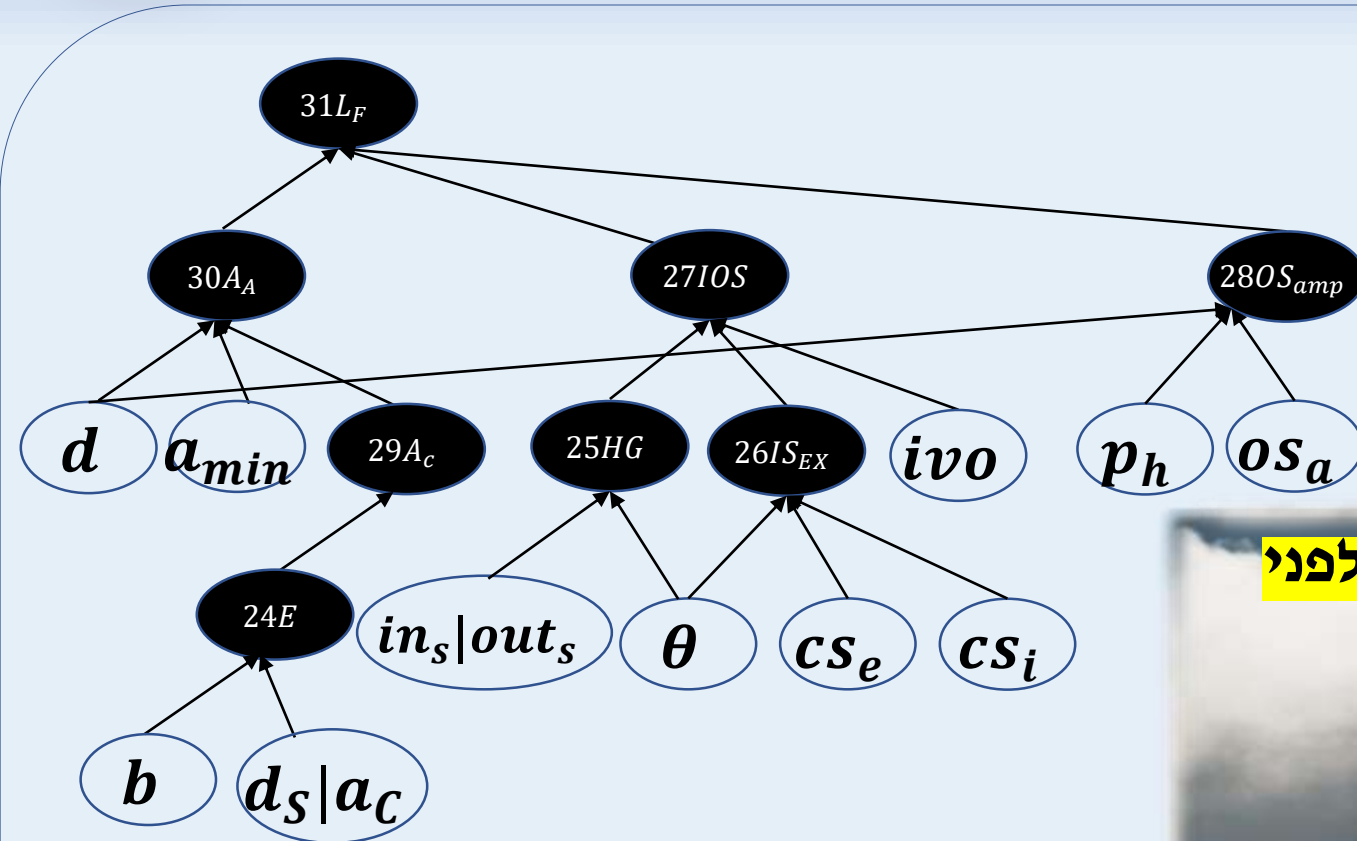 31L_F
30A_A 27IOS 28OS_amp
d a_min 29A_c 25HG 26IS_EX ivo p_h os_a
לפני
24E in_s|out_s θ cs_e cs_i
b d_S|a_C